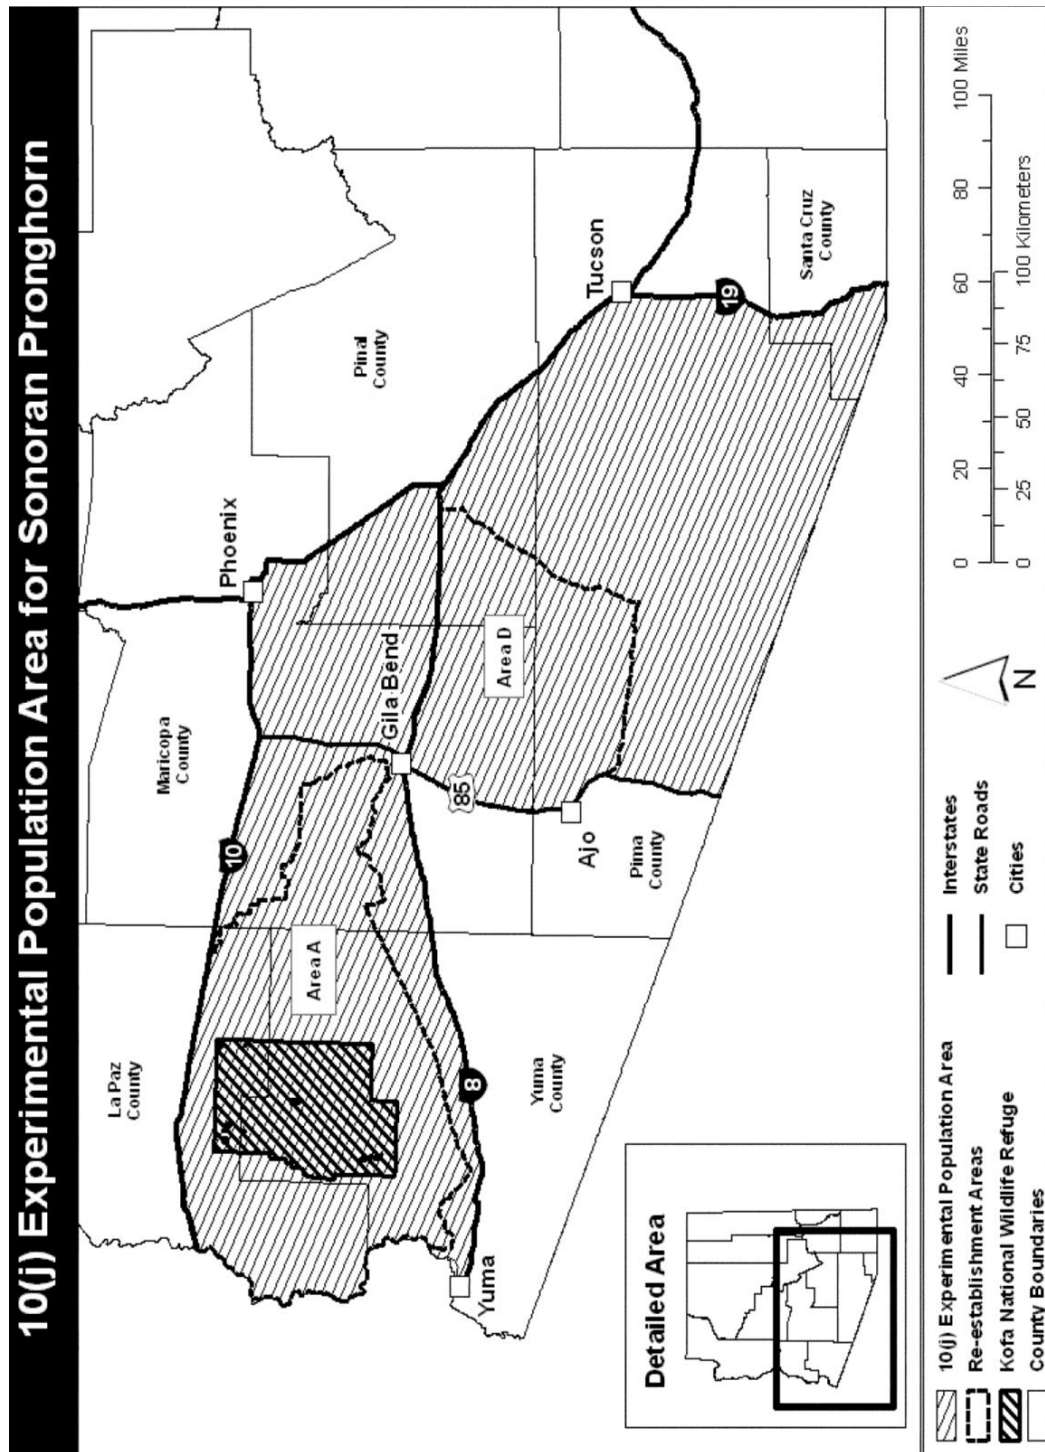 10(j) Experimental Population Area for Sonoran Pronghorn
La Paz
County
Maricopa
County
10
Phoenix
Pinal
County
Area A
Gila Bend
Area D
8
85
Yuma
Yuma
County
Ajo
Pima
County
Tucson
19
Santa Cruz
County
Detailed Area
10(j) Experimental Population Area
Re-establishment Areas
Kofa National Wildlife Refuge
County Boundaries
Interstates
State Roads
Cities
N
0 20 40 60 80 100 Miles
0 25 50 75 100 Kilometers